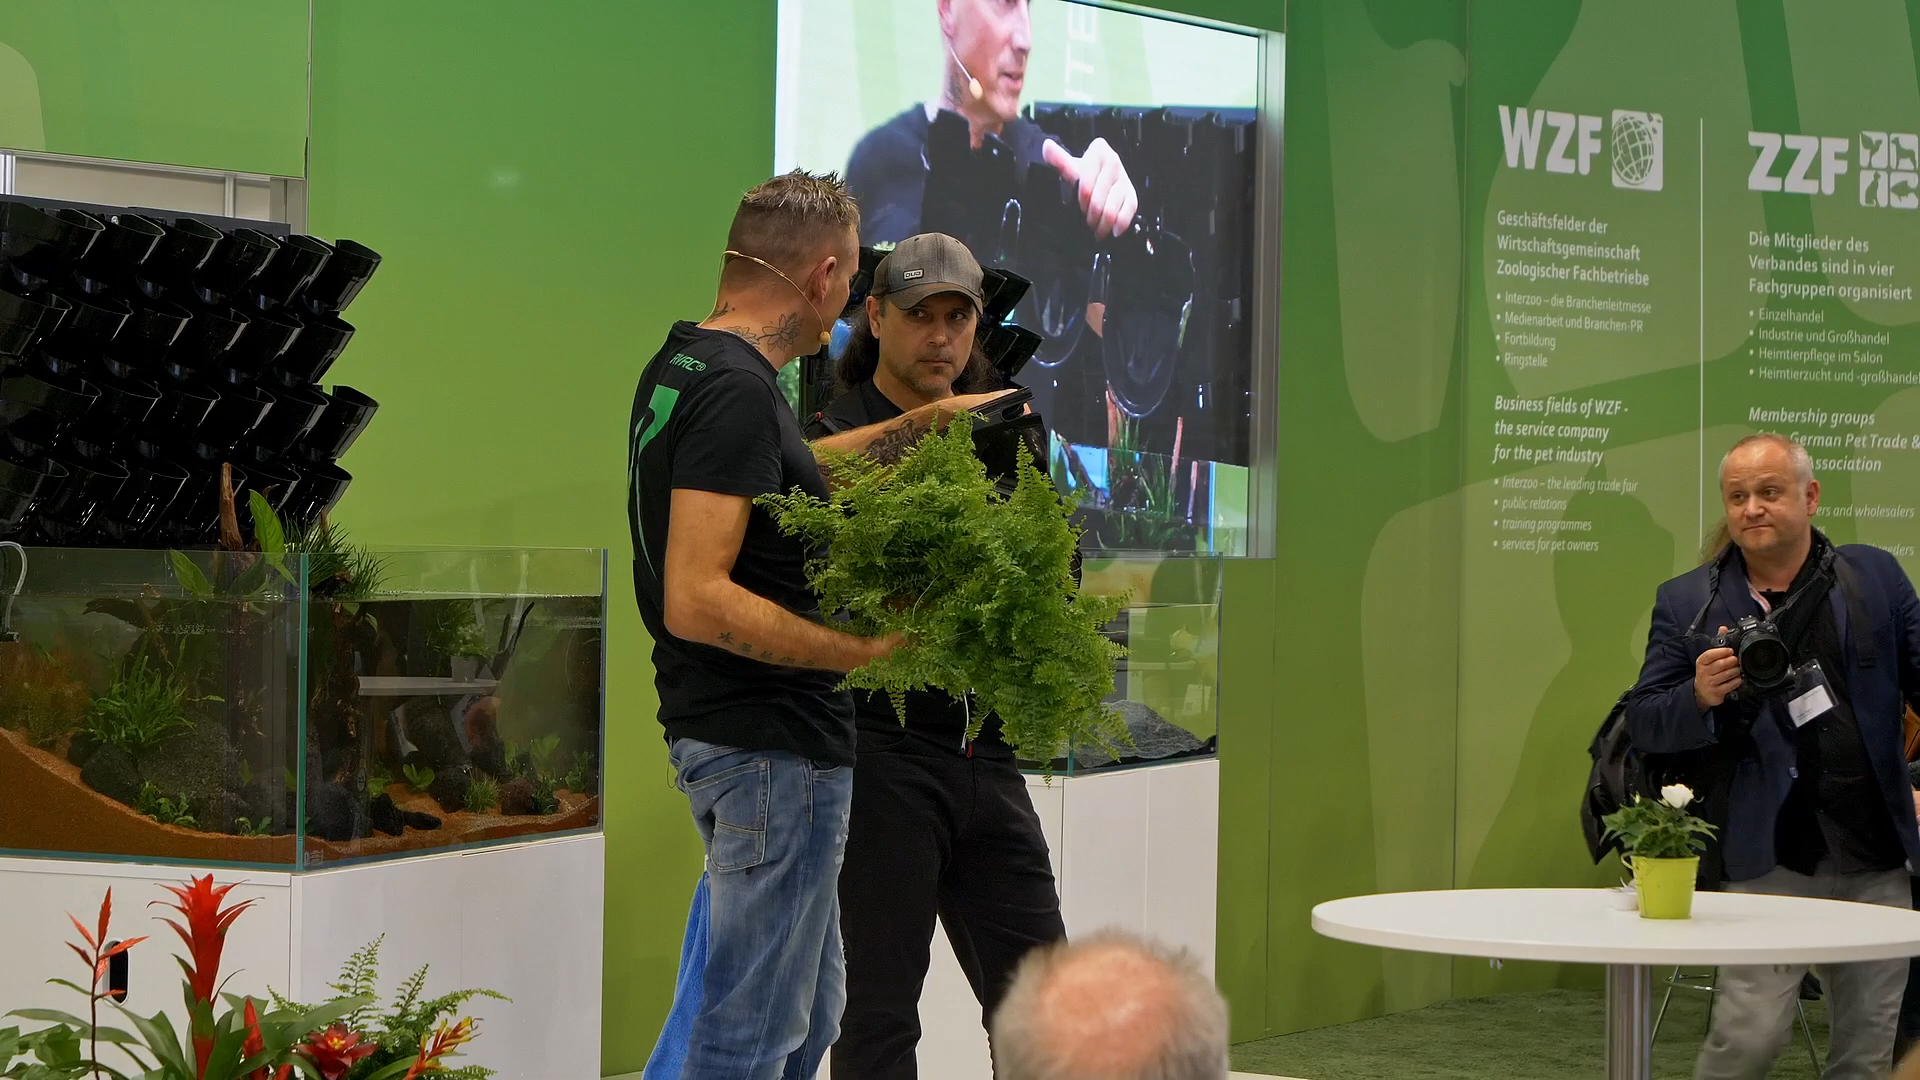 WZF
Geschäftsfelder der
Wirtschaftsgemeinschaft
Zoologischer Fachbetriebe
• Interzoo – die Branchenleitmesse
• Medienarbeit und Branchen-PR
• Fortbildung
• Ringstelle
Business fields of WZF -
the service company
for the pet industry
• Interzoo – the leading trade fair
• public relations
• training programmes
• services for pet owners
ZZF
Die Mitglieder des
Verbandes sind in vier
Fachgruppen organisiert
• Einzelhandel
• Industrie und Großhandel
• Heimtierpflege im Salon
• Heimtierzucht und -großhandel
Membership groups
German Pet Trade &
Association
and wholesalers